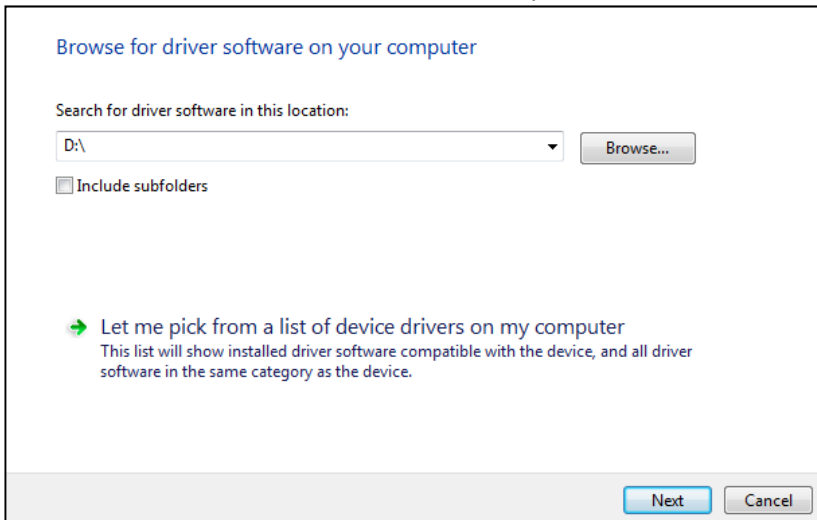 Browse for driver software on your computer
Search for driver software in this location:
D:\
Browse...
Include subfolders
Let me pick from a list of device drivers on my computer
This list will show installed driver software compatible with the device, and all driver
software in the same category as the device.
Next
Cancel